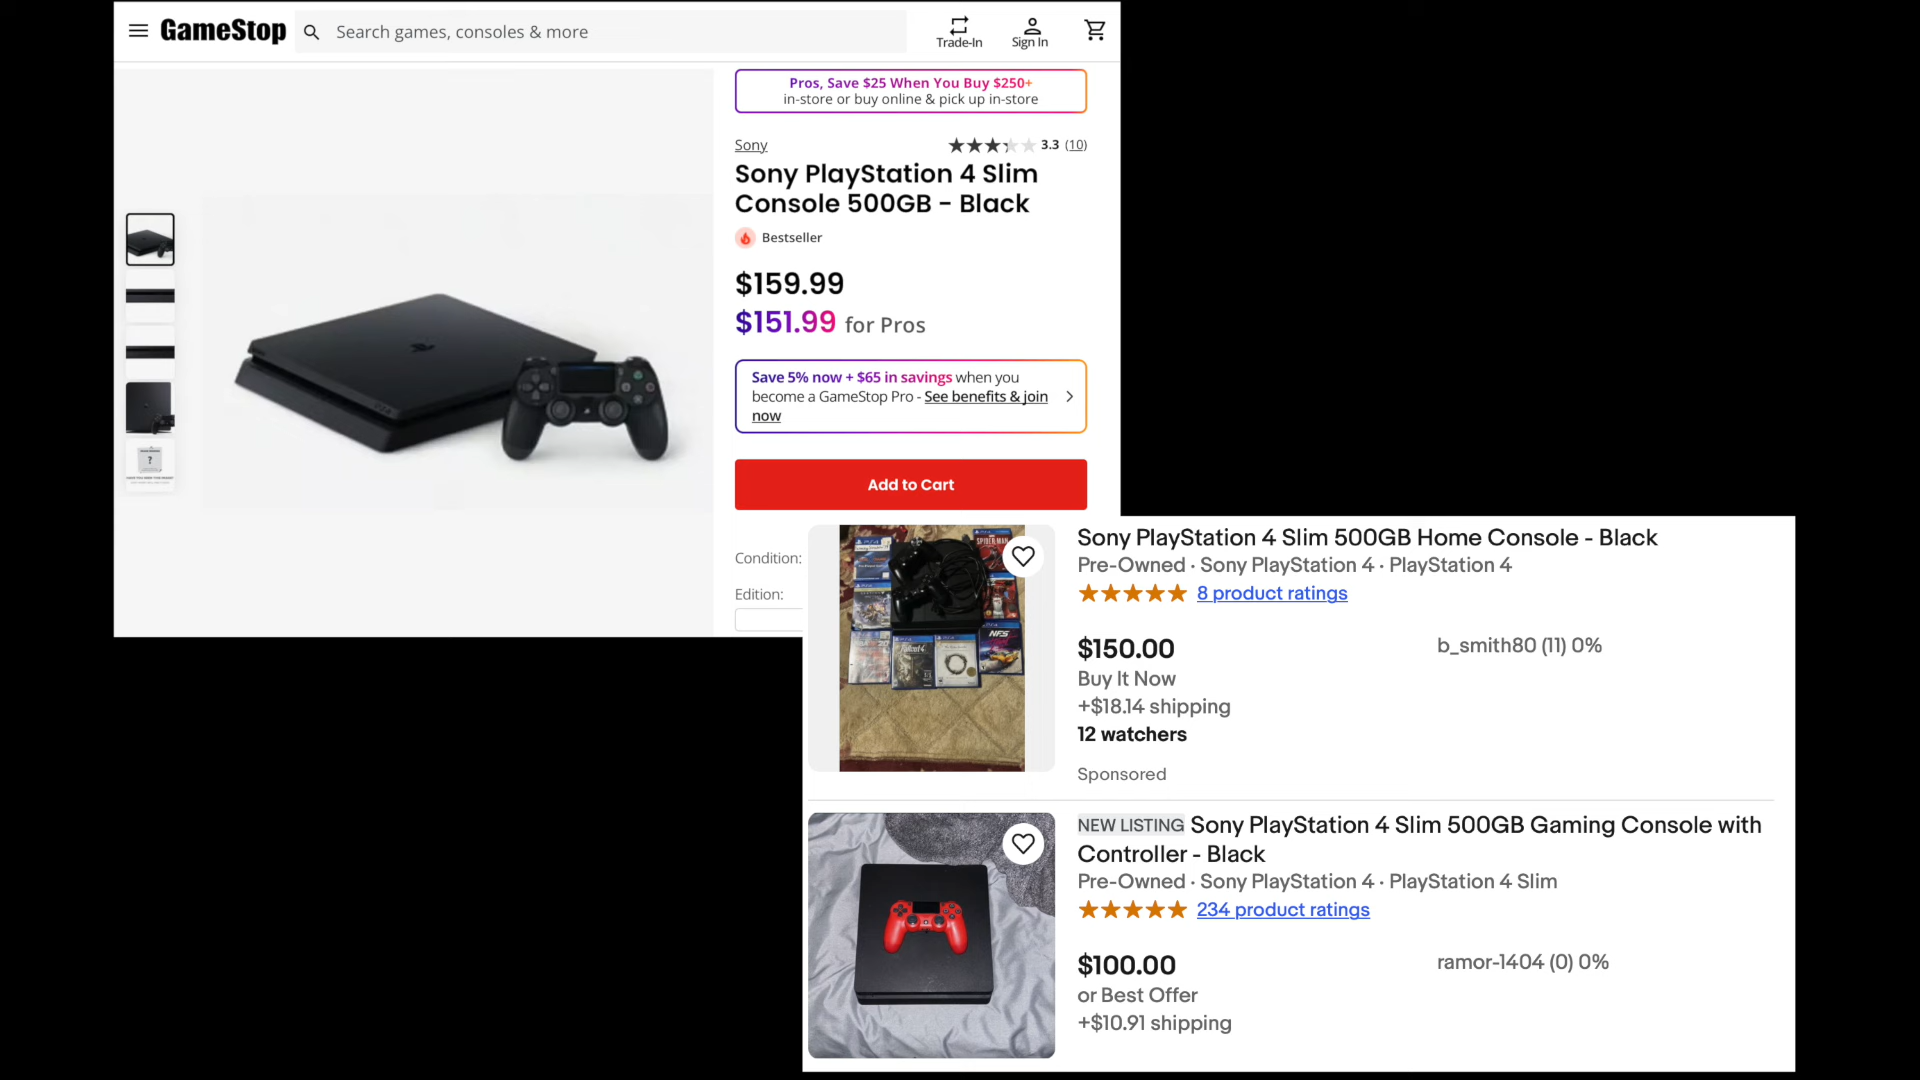 GameStop
Search games, consoles & more
Trade-In
Sign In
Pros, Save $25 When You Buy $250+
in-store or buy online & pick up in-store
Sony
3.3 (10)
Sony PlayStation 4 Slim
Console 500GB - Black
Bestseller
$159.99
$151.99 for Pros
Save 5% now + $65 in savings when you
become a GameStop Pro - See benefits & join
now
Add to Cart
Condition:
Edition:
Sony PlayStation 4 Slim 500GB Home Console - Black
Pre-Owned · Sony PlayStation 4 · PlayStation 4
8 product ratings
$150.00
b_smith80 (11) 0%
Buy It Now
+$18.14 shipping
12 watchers
Sponsored
NEW LISTING Sony PlayStation 4 Slim 500GB Gaming Console with
Controller - Black
Pre-Owned · Sony PlayStation 4 · PlayStation 4 Slim
234 product ratings
$100.00
ramor-1404 (0) 0%
or Best Offer
+$10.91 shipping
SPIDER-MAN
Fallout 4
NFS